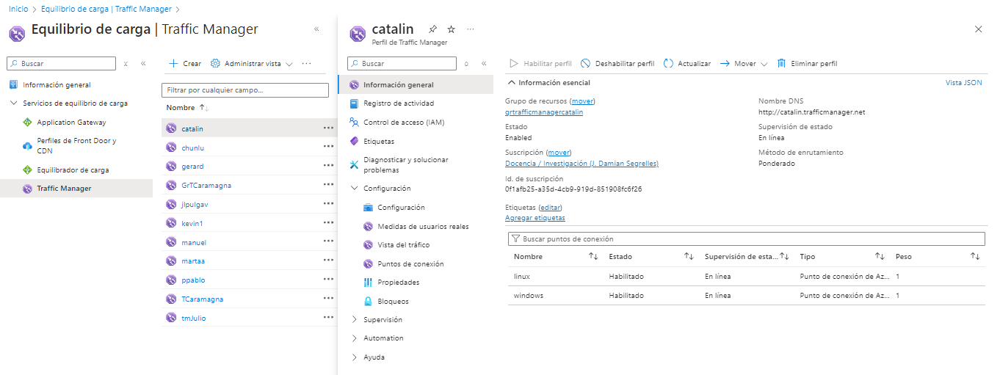 Inicio > Equilibrio de carga | Traffic Manager >
Equilibrio de carga | Traffic Manager
Buscar
Información general
Servicios de equilibrio de carga
Application Gateway
Perfiles de Front Door y
CDN
Equilibrador de carga
Traffic Manager
Crear Administrar vista
Filtrar por cualquier campo...
Nombre
catalin
chunlu
gerard
GrTCaramagna
jlpulgav
kevin1
manuel
martaa
ppablo
TCaramagna
tmJulio
catalin
Perfil de Traffic Manager
Buscar
Información general
Registro de actividad
Control de acceso (IAM)
Etiquetas
Diagnosticar y solucionar
problemas
Configuración
Configuración
Medidas de usuarios reales
Vista del tráfico
Puntos de conexión
Propiedades
Bloqueos
Supervisión
Automation
Ayuda
Habilitar perfil Deshabilitar perfil Actualizar Mover Eliminar perfil
Información esencial Vista JSON
Grupo de recursos (mover)
grtrafficmanagercatalin
Estado
Enabled
Suscripción (mover)
Docencia / Investigación (J. Damian Segrelles)
Id. de suscripción
0f1afb25-a35d-4cb9-919d-851908fc6f26
Nombre DNS
http://catalin.trafficmanager.net
Supervisión de estado
En línea
Método de enrutamiento
Ponderado
Etiquetas (editar)
Agregar etiquetas
Buscar puntos de conexión
Nombre Estado Supervisión de esta... Tipo Peso
linux Habilitado En línea Punto de conexión de Az... 1
windows Habilitado En línea Punto de conexión de Az... 1